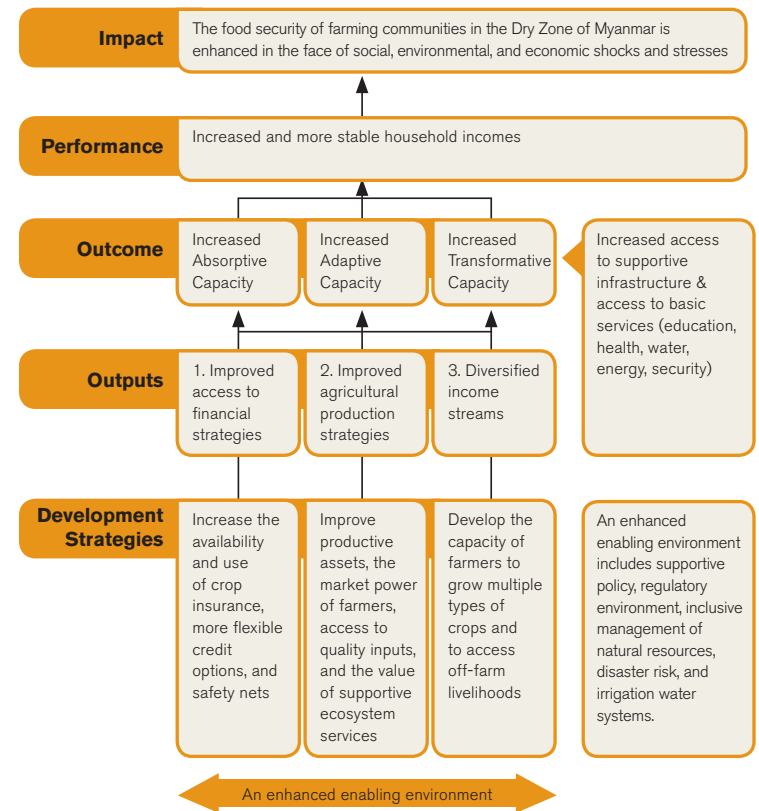 Impact
The food security of farming communities in the Dry Zone of Myanmar is
enhanced in the face of social, environmental, and economic shocks and stresses
Performance
Increased and more stable household incomes
Outcome
Increased
Absorptive
Capacity
Increased
Adaptive
Capacity
Increased
Transformative
Capacity
Increased access
to supportive
infrastructure &
access to basic
services (education,
health, water,
energy, security)
Outputs
1. Improved
access to
financial
strategies
2. Improved
agricultural
production
strategies
3. Diversified
income
streams
Development
Strategies
Increase the
availability
and use
of crop
insurance,
more flexible
credit
options, and
safety nets
Improve
productive
assets, the
market power
of farmers,
access to
quality inputs,
and the value
of supportive
ecosystem
services
Develop the
capacity of
farmers to
grow multiple
types of
crops and
to access
off-farm
livelihoods
An enhanced
enabling environment
includes supportive
policy, regulatory
environment, inclusive
management of
natural resources,
disaster risk, and
irrigation water
systems.
An enhanced enabling environment